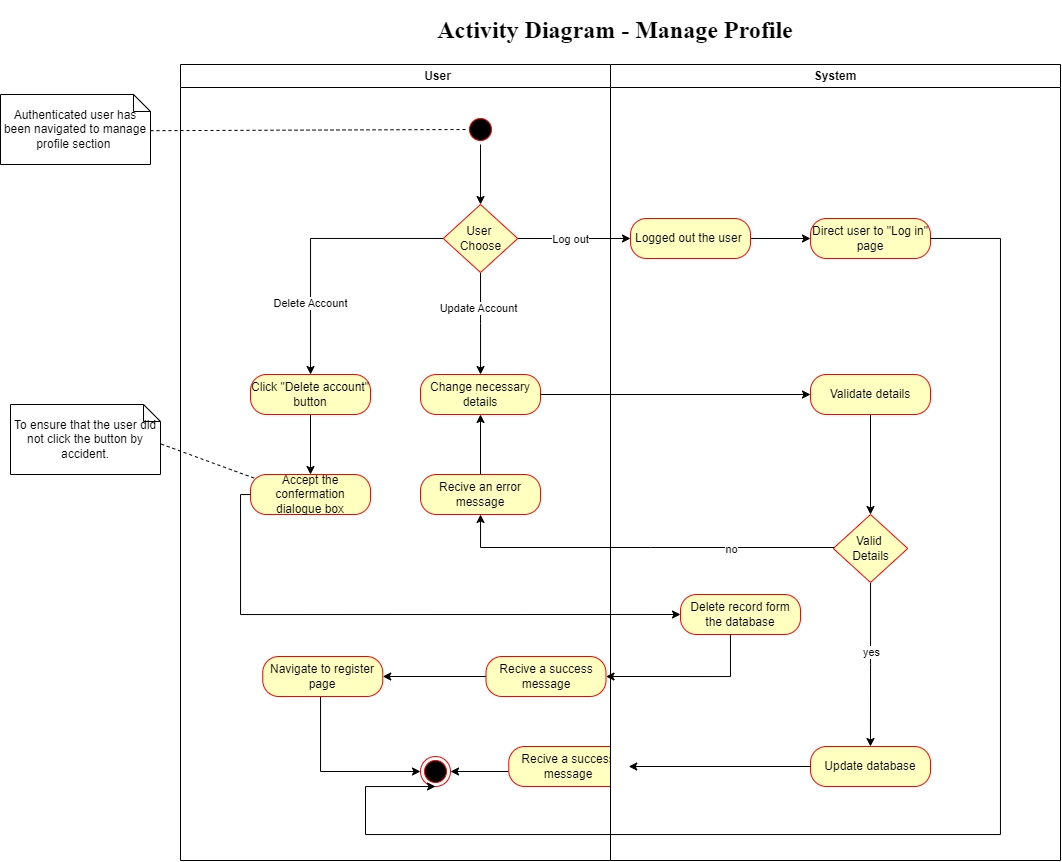 Activity Diagram - Manage Profile
User
System
Authenticated user has
been navigated to manage
profile section
User
Choose
Log out
Logged out the user
Direct user to "Log in"
page
Delete Account
Update Account
Click "Delete account"
button
Change necessary
details
Validate details
To ensure that the user did
not click the button by
accident.
Accept the
confermation
dialogue box
Recive an error
message
Valid
Details
no
Delete record form
the database
yes
Navigate to register
page
Recive a success
message
Recive a succes
message
Update database